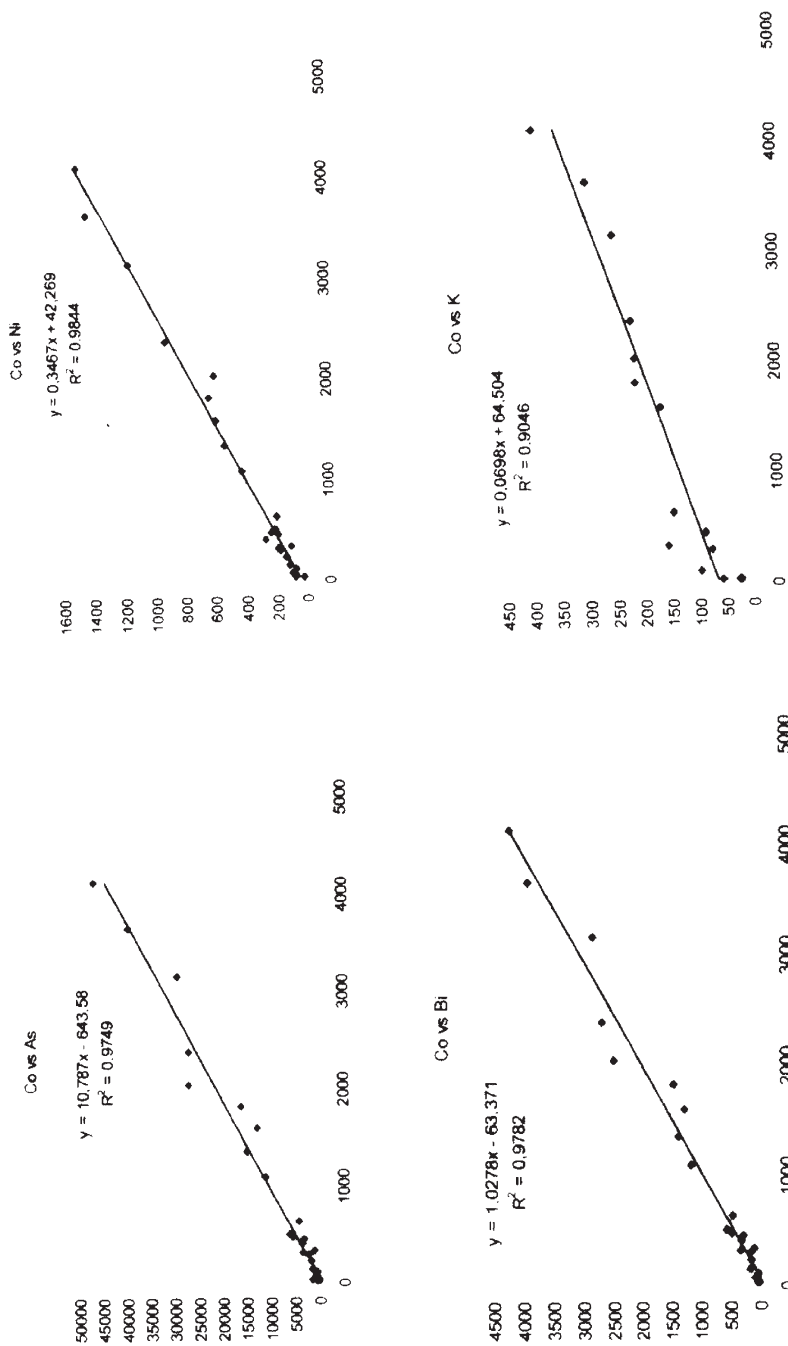 Co vs As
y = 10.787x - 643.58
R² = 0.9749
50000
45000
40000
35000
30000
25000
20000
15000
10000
5000
0
0 1000 2000 3000 4000 5000
Co vs Ni
y = 0.3467x + 42.269
R² = 0.9844
1600
1400
1200
1000
800
600
400
200
0
0 1000 2000 3000 4000 5000
Co vs Bi
y = 1.0278x - 63.371
R² = 0.9782
4500
4000
3500
3000
2500
2000
1500
1000
500
0
0 1000 2000 3000 4000 5000
Co vs K
y = 0.0698x + 64.504
R² = 0.9046
450
400
350
300
250
200
150
100
50
0
0 1000 2000 3000 4000 5000